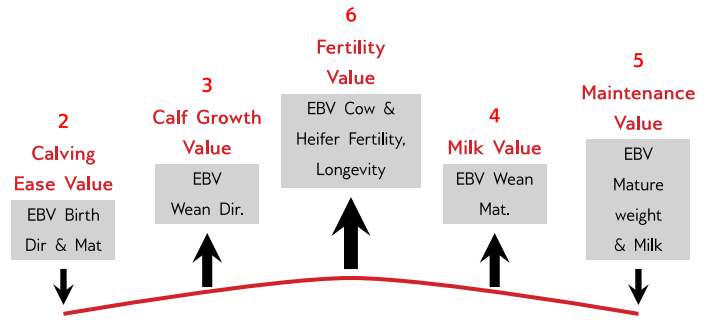 2
Calving
Ease Value
EBV Birth
Dir & Mat
3
Calf Growth
Value
EBV
Wean Dir.
6
Fertility
Value
EBV Cow &
Heifer Fertility,
Longevity
4
Milk Value
EBV Wean
Mat.
5
Maintenance
Value
EBV
Mature
weight
& Milk